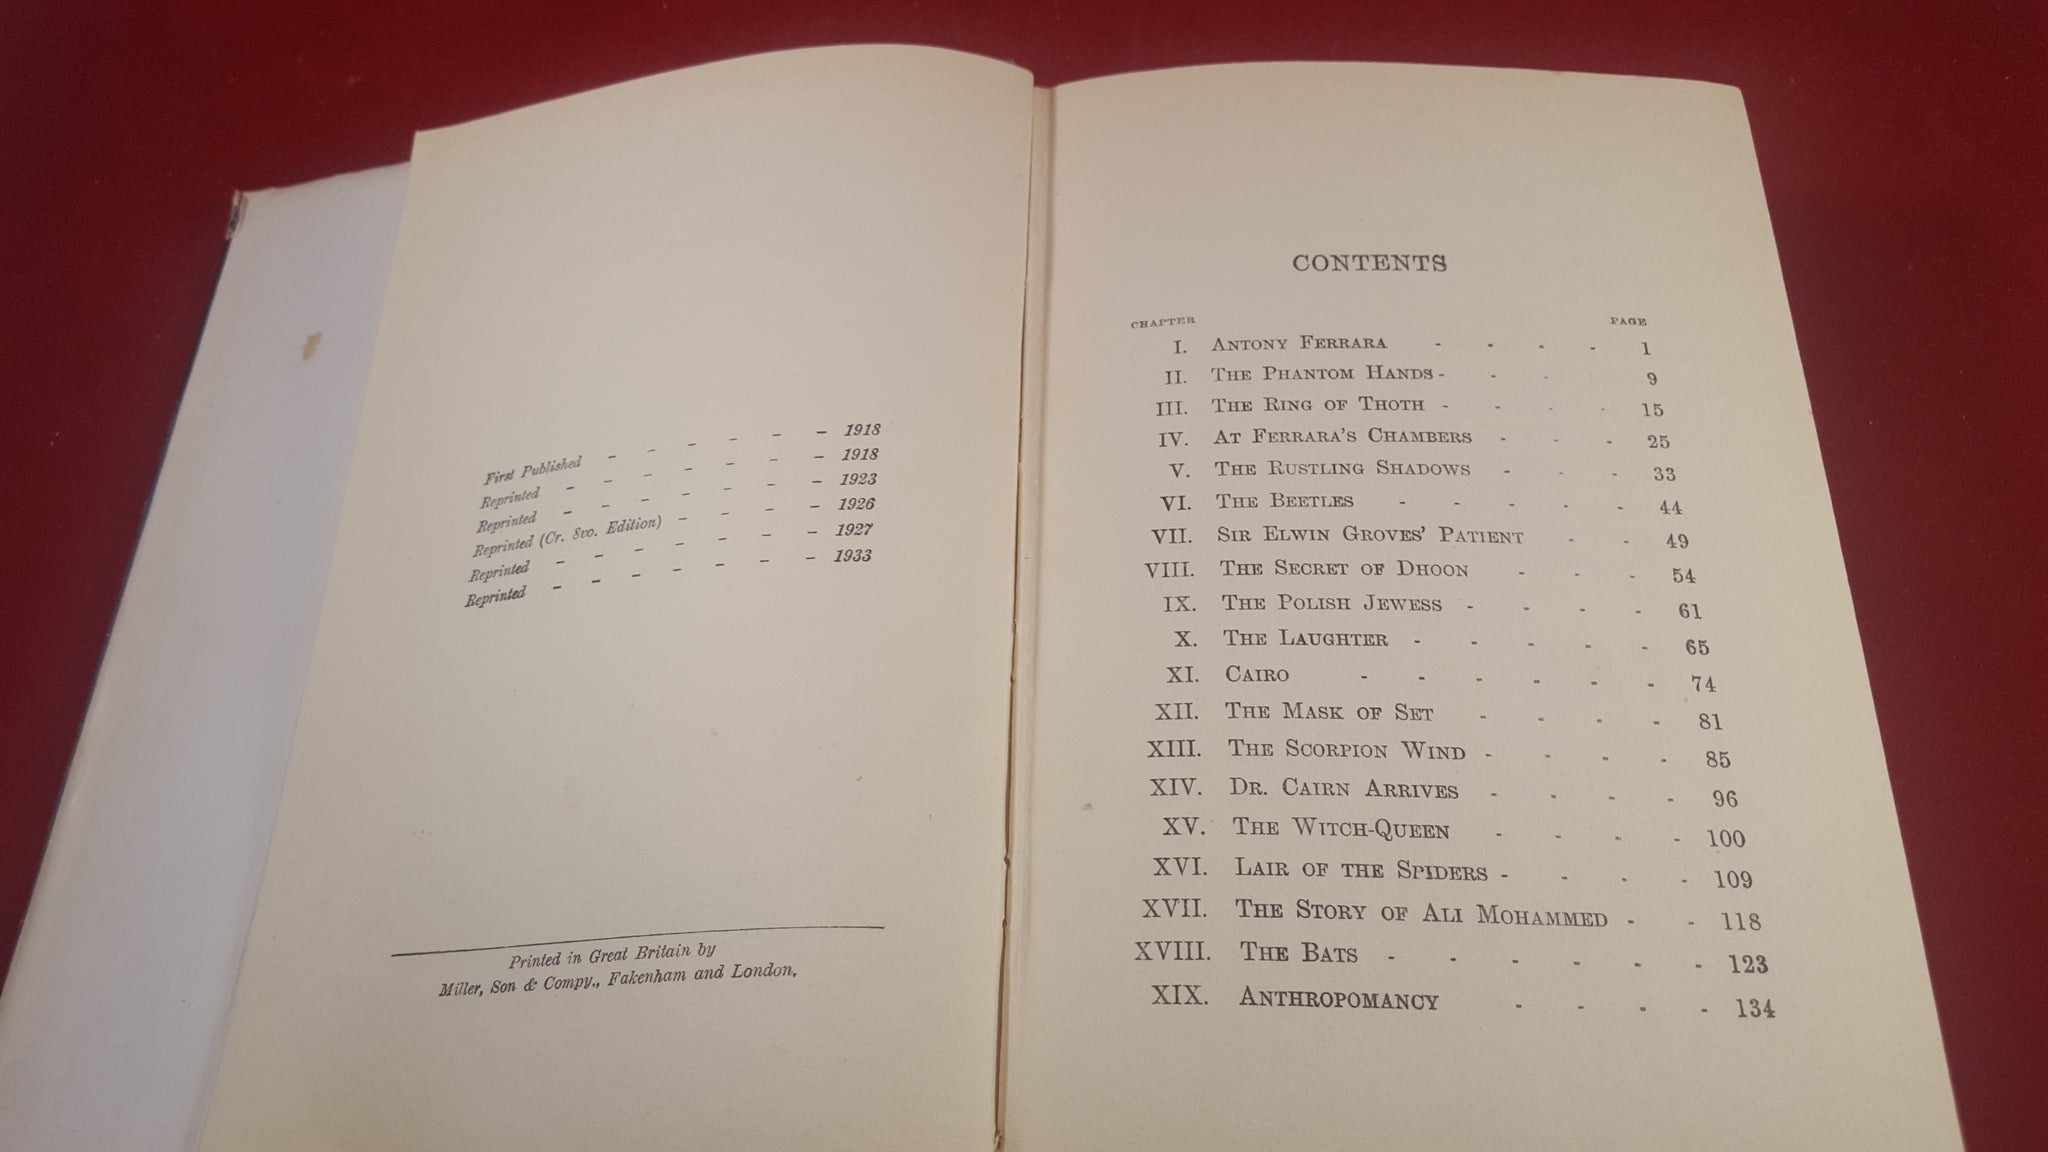 First Published - - - - - - 1918
Reprinted - - - - - - - 1918
Reprinted - - - - - - - 1923
Reprinted (Cr. 8vo. Edition) - - - - 1926
Reprinted - - - - - - - 1927
Reprinted - - - - - - - 1933
Printed in Great Britain by
Miller, Son & Compy., Fakenham and London.
CONTENTS
CHAPTER PAGE
I. ANTONY FERRARA - - - - 1
II. THE PHANTOM HANDS - - - 9
III. THE RING OF THOTH - - - - 15
IV. AT FERRARA'S CHAMBERS - - - 25
V. THE RUSTLING SHADOWS - - - 33
VI. THE BEETLES - - - - - 44
VII. SIR ELWIN GROVES' PATIENT - - 49
VIII. THE SECRET OF DHOON - - - 54
IX. THE POLISH JEWESS - - - - 61
X. THE LAUGHTER - - - - - 65
XI. CAIRO - - - - - - 74
XII. THE MASK OF SET - - - - 81
XIII. THE SCORPION WIND - - - - 85
XIV. DR. CAIRN ARRIVES - - - - 96
XV. THE WITCH-QUEEN - - - - 100
XVI. LAIR OF THE SPIDERS - - - - 109
XVII. THE STORY OF ALI MOHAMMED - - 118
XVIII. THE BATS - - - - - - 123
XIX. ANTHROPOMANCY - - - - 134